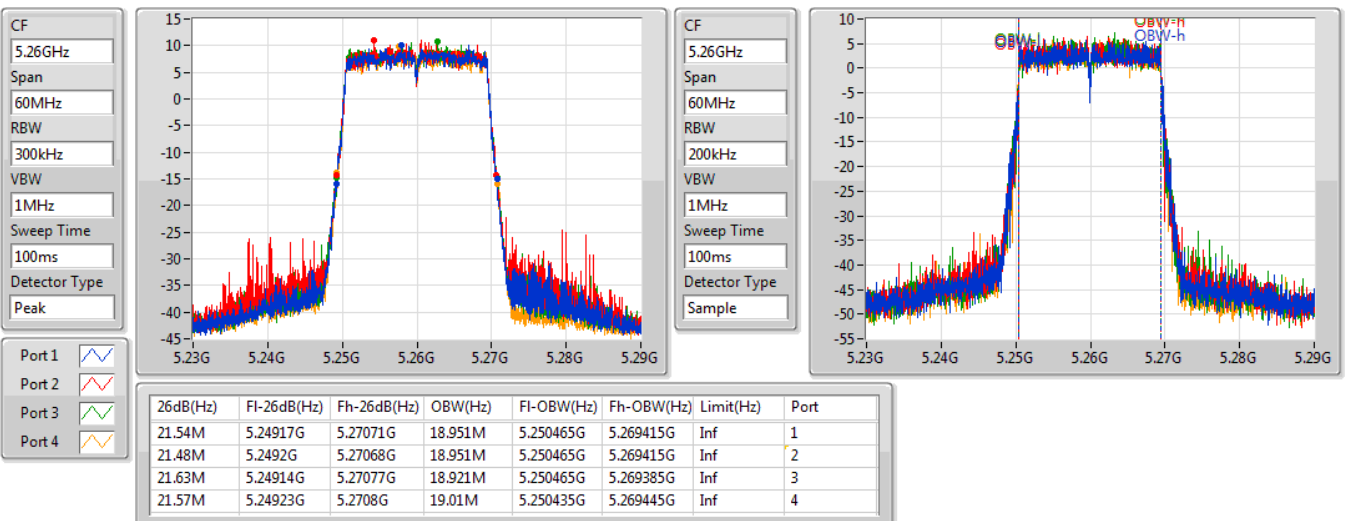 CF
5.26GHz
Span
60MHz
RBW
300kHz
VBW
1MHz
Sweep Time
100ms
Detector Type
Peak
15
10
5
0
-5
-10
-15
-20
-25
-30
-35
-40
-45
5.23G 5.24G 5.25G 5.26G 5.27G 5.28G 5.29G
CF
5.26GHz
Span
60MHz
RBW
200kHz
VBW
1MHz
Sweep Time
100ms
Detector Type
Sample
10
5
0
-5
-10
-15
-20
-25
-30
-35
-40
-45
-50
-55
OBW-h
OBW-h
5.23G 5.24G 5.25G 5.26G 5.27G 5.28G 5.29G
Port 1
Port 2
Port 3
Port 4
26dB(Hz) Fl-26dB(Hz) Fh-26dB(Hz) OBW(Hz) Fl-OBW(Hz) Fh-OBW(Hz) Limit(Hz) Port
21.54M 5.24917G 5.27071G 18.951M 5.250465G 5.269415G Inf 1
21.48M 5.2492G 5.27068G 18.951M 5.250465G 5.269415G Inf 2
21.63M 5.24914G 5.27077G 18.921M 5.250465G 5.269385G Inf 3
21.57M 5.24923G 5.2708G 19.01M 5.250435G 5.269445G Inf 4